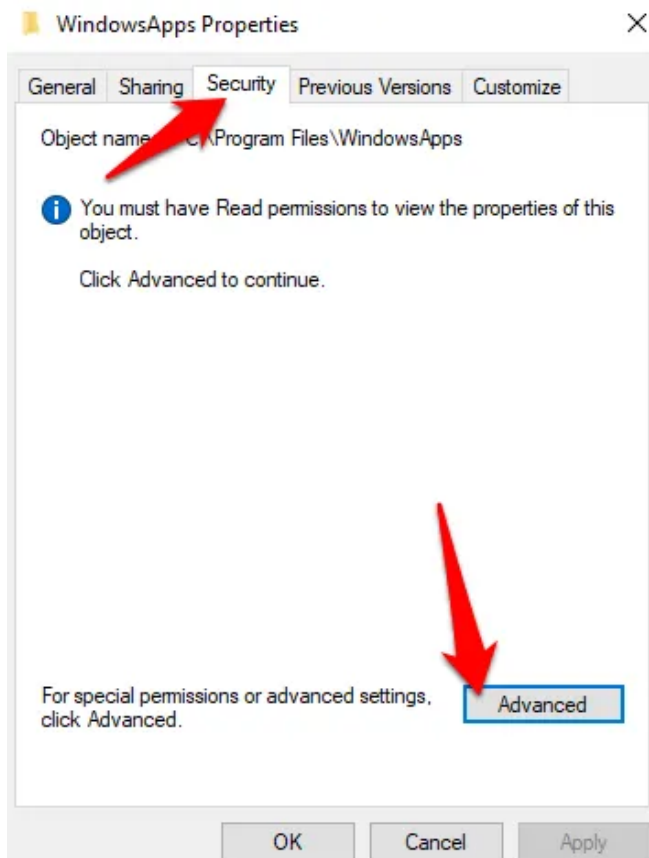 WindowsApps Properties
General Sharing Security Previous Versions Customize
Object name: \Program Files\WindowsApps
You must have Read permissions to view the properties of this
object.
Click Advanced to continue.
For special permissions or advanced settings,
click Advanced.
Advanced
OK Cancel Apply